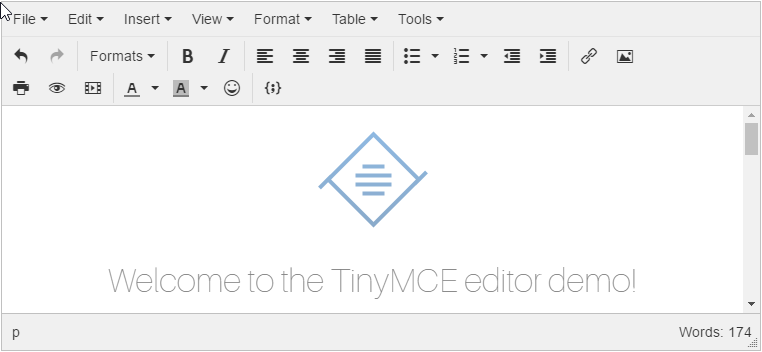 File Edit Insert View Format Table Tools
Formats B I
A A
Welcome to the TinyMCE editor demo!
p Words: 174